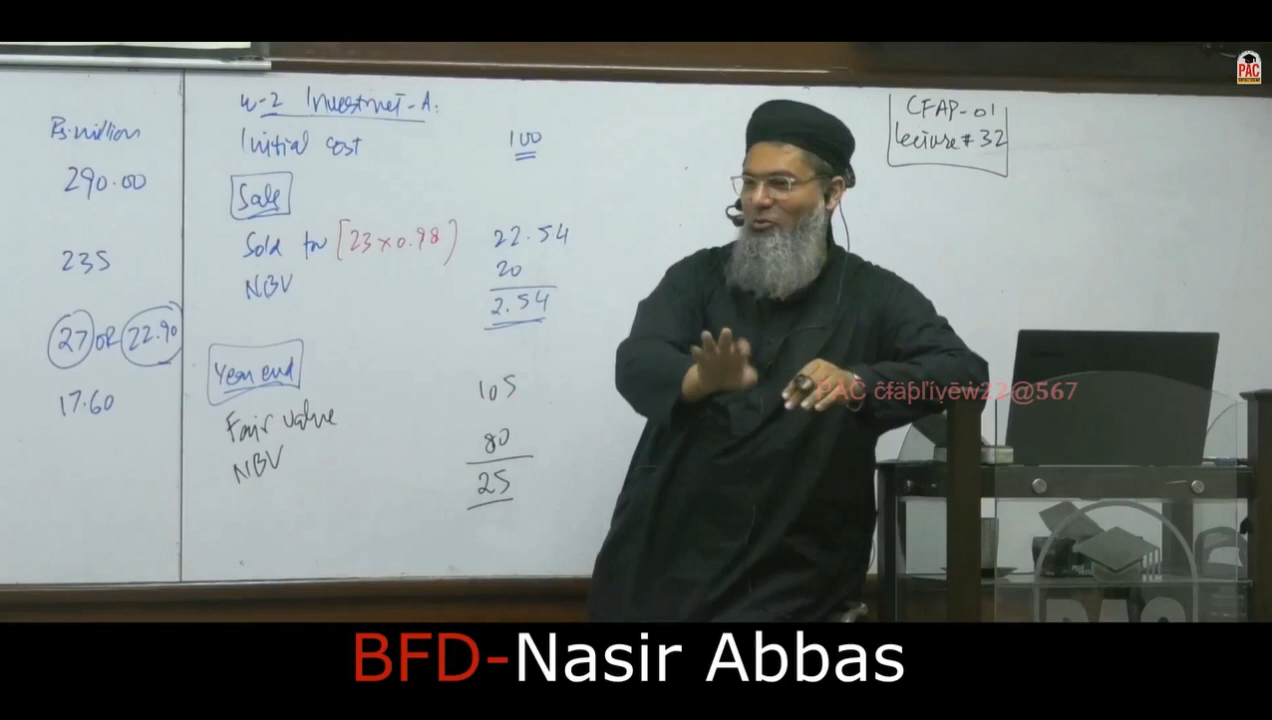 Rs. million
290.00
235
27 OR 22.90
17.60
W-2 Investment-A:
Initial cost 100
Sale
Sold for [23 × 0.98) 22.54
NBV 20
2.54
Year end
Fair value 105
NBV 80
25
CFAP-01
Lecture # 32
PAC
PAC ĉfäþľíṿēẇ22@567
PAC
BFD-Nasir Abbas